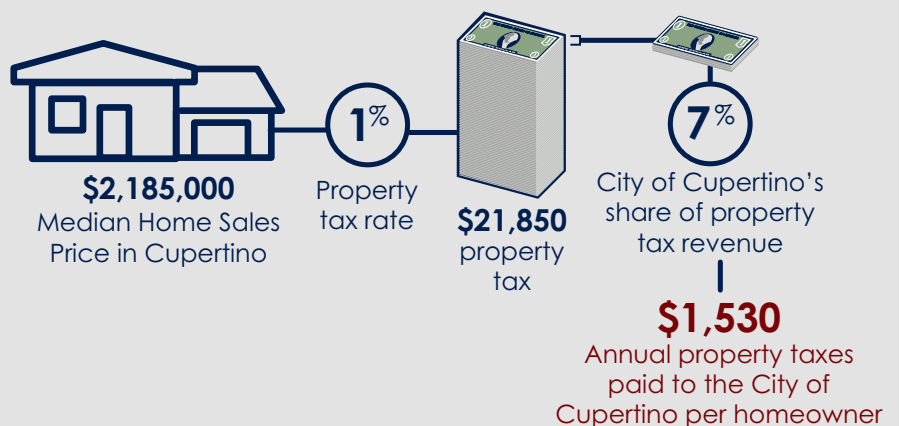 $2,185,000
Median Home Sales
Price in Cupertino
1%
Property
tax rate
$21,850
property
tax
7%
City of Cupertino's
share of property
tax revenue
$1,530
Annual property taxes
paid to the City of
Cupertino per homeowner